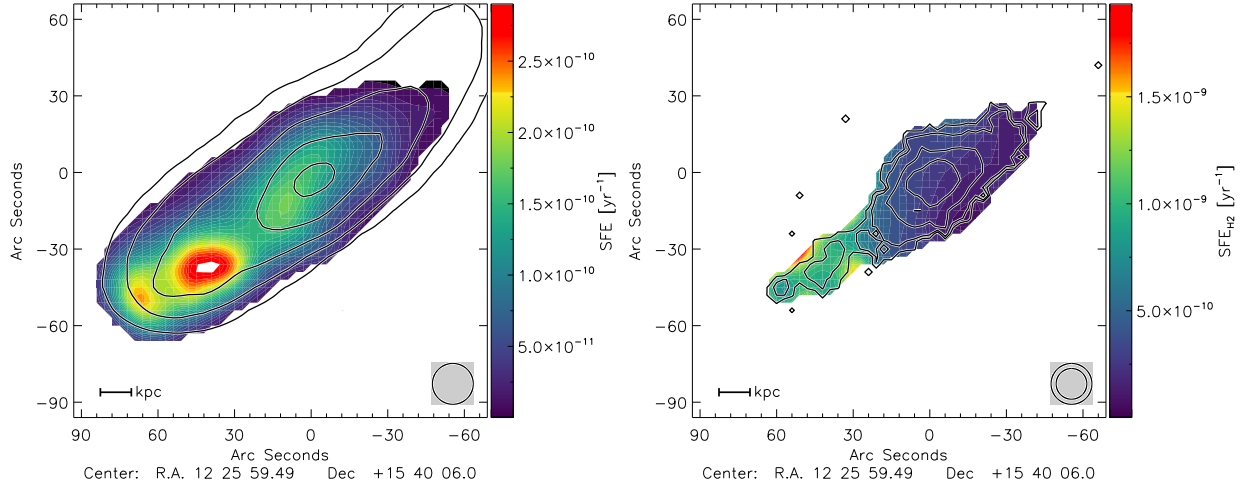 60
30
0
−30
−60
−90
Arc Seconds
90 60 30 0 −30 −60
Arc Seconds
Center: R.A. 12 25 59.49 Dec +15 40 06.0
kpc
2.5×10⁻¹⁰
2.0×10⁻¹⁰
1.5×10⁻¹⁰
1.0×10⁻¹⁰
5.0×10⁻¹¹
SFE [yr⁻¹]
60
30
0
−30
−60
−90
Arc Seconds
90 60 30 0 −30 −60
Arc Seconds
Center: R.A. 12 25 59.49 Dec +15 40 06.0
kpc
1.5×10⁻⁹
1.0×10⁻⁹
5.0×10⁻¹⁰
SFE_H2 [yr⁻¹]